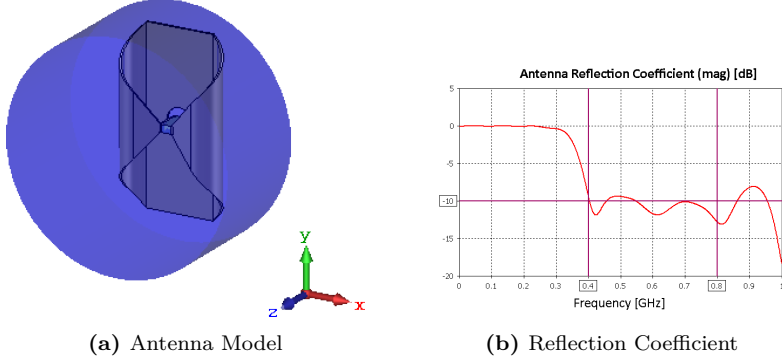 y
x
z
Antenna Reflection Coefficient (mag) [dB]
5
0
-5
-10
-15
-20
0 0.1 0.2 0.3 0.4 0.5 0.6 0.7 0.8 0.9 1
Frequency [GHz]
(a) Antenna Model
(b) Reflection Coefficient